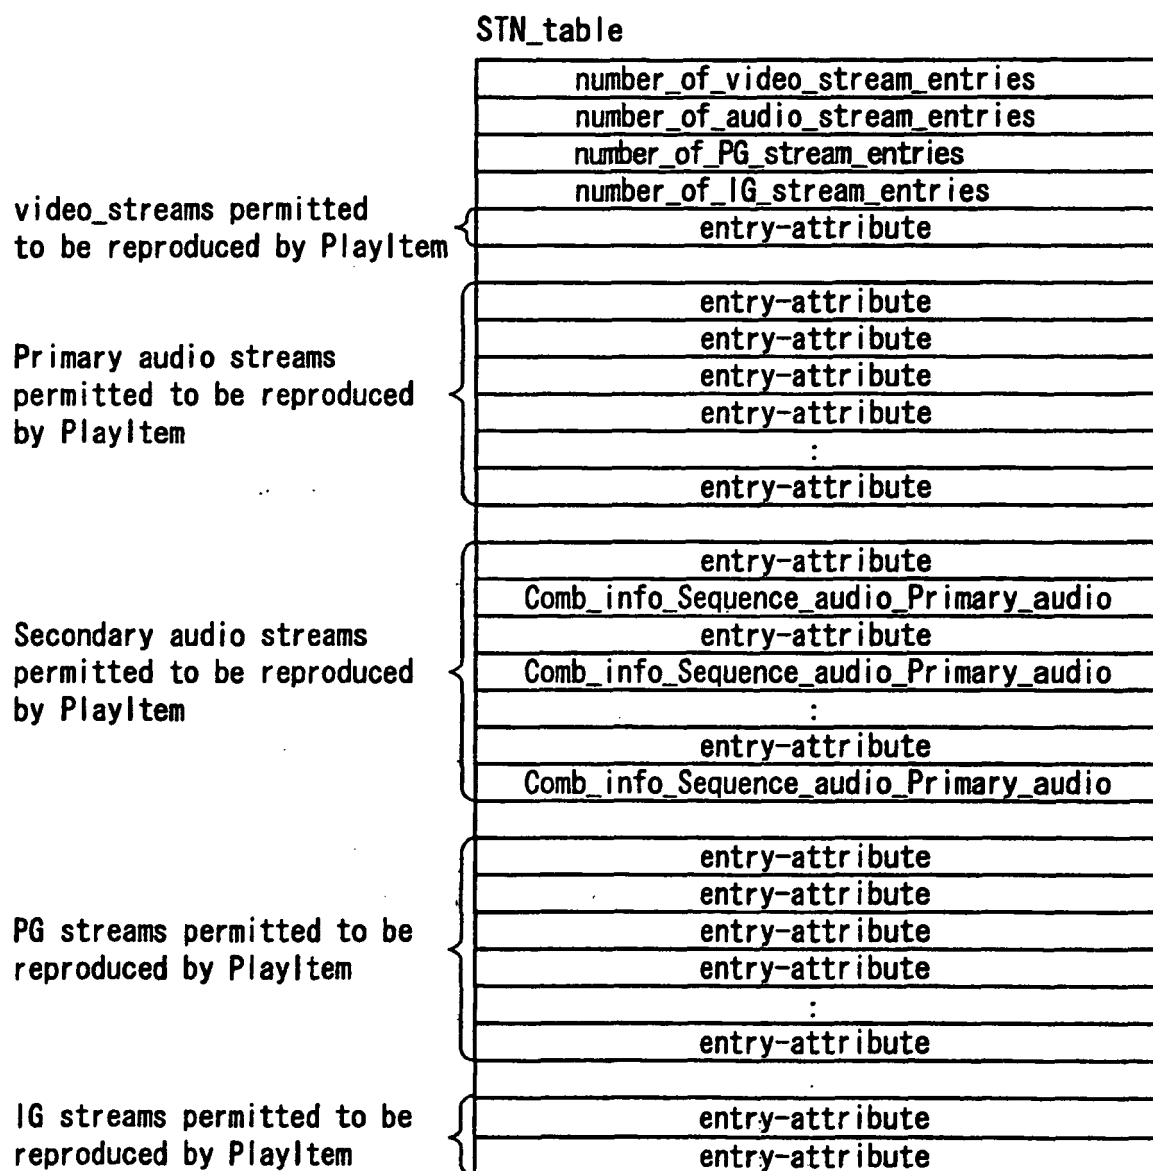 STN_table
number_of_video_stream_entries
number_of_audio_stream_entries
number_of_PG_stream_entries
number_of_IG_stream_entries
video_streams permitted
to be reproduced by PlayItem
entry-attribute
Primary audio streams
permitted to be reproduced
by PlayItem
entry-attribute
entry-attribute
entry-attribute
entry-attribute
:
entry-attribute
Secondary audio streams
permitted to be reproduced
by PlayItem
entry-attribute
Comb_info_Sequence_audio_Primary_audio
entry-attribute
Comb_info_Sequence_audio_Primary_audio
:
entry-attribute
Comb_info_Sequence_audio_Primary_audio
PG streams permitted to be
reproduced by PlayItem
entry-attribute
entry-attribute
entry-attribute
entry-attribute
:
entry-attribute
IG streams permitted to be
reproduced by PlayItem
entry-attribute
entry-attribute